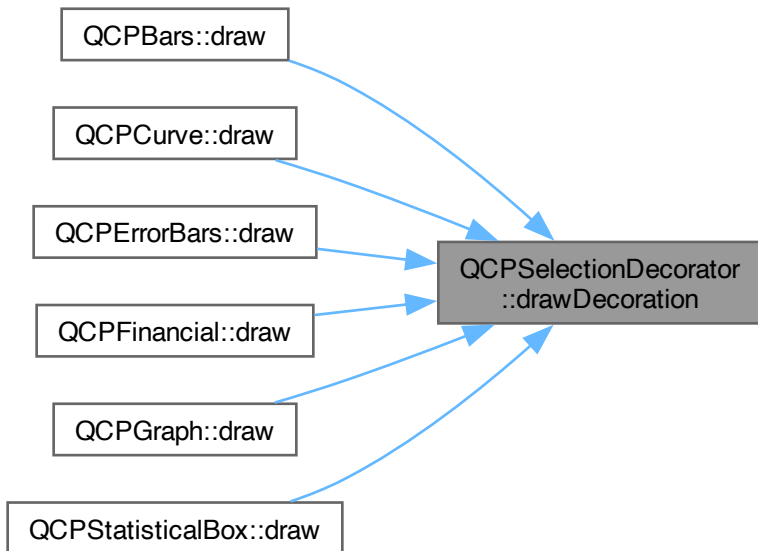 QCPBars::draw
QCPCurve::draw
QCPErrorBars::draw
QCPSelectionDecorator
::drawDecoration
QCPFinancial::draw
QCPGraph::draw
QCPStatisticalBox::draw